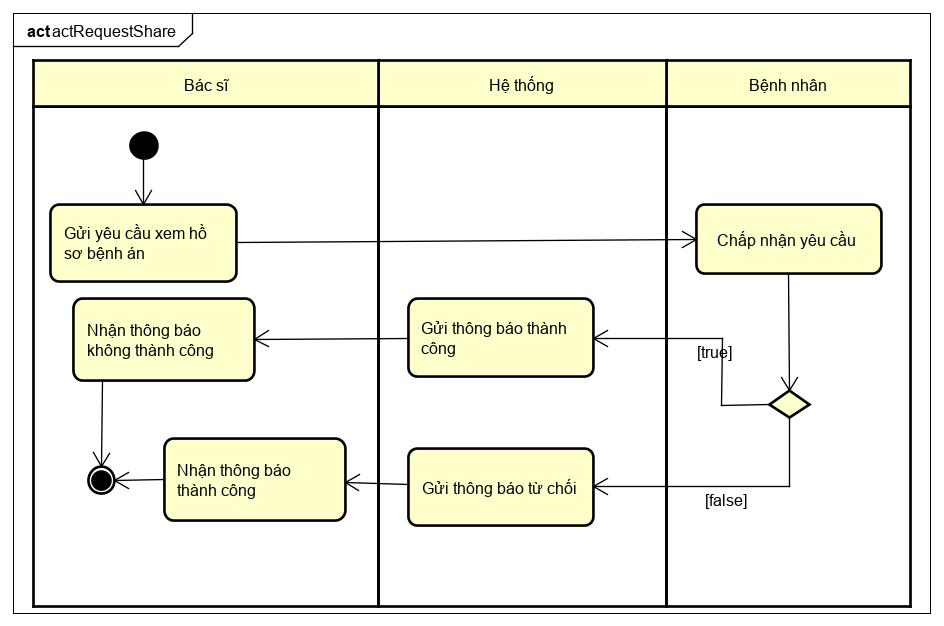 act actRequestShare
Bác sĩ
Hệ thống
Bệnh nhân
Gửi yêu cầu xem hồ
sơ bệnh án
Chấp nhận yêu cầu
Nhận thông báo
không thành công
Gửi thông báo thành
công
[true]
Nhận thông báo
thành công
Gửi thông báo từ chối
[false]